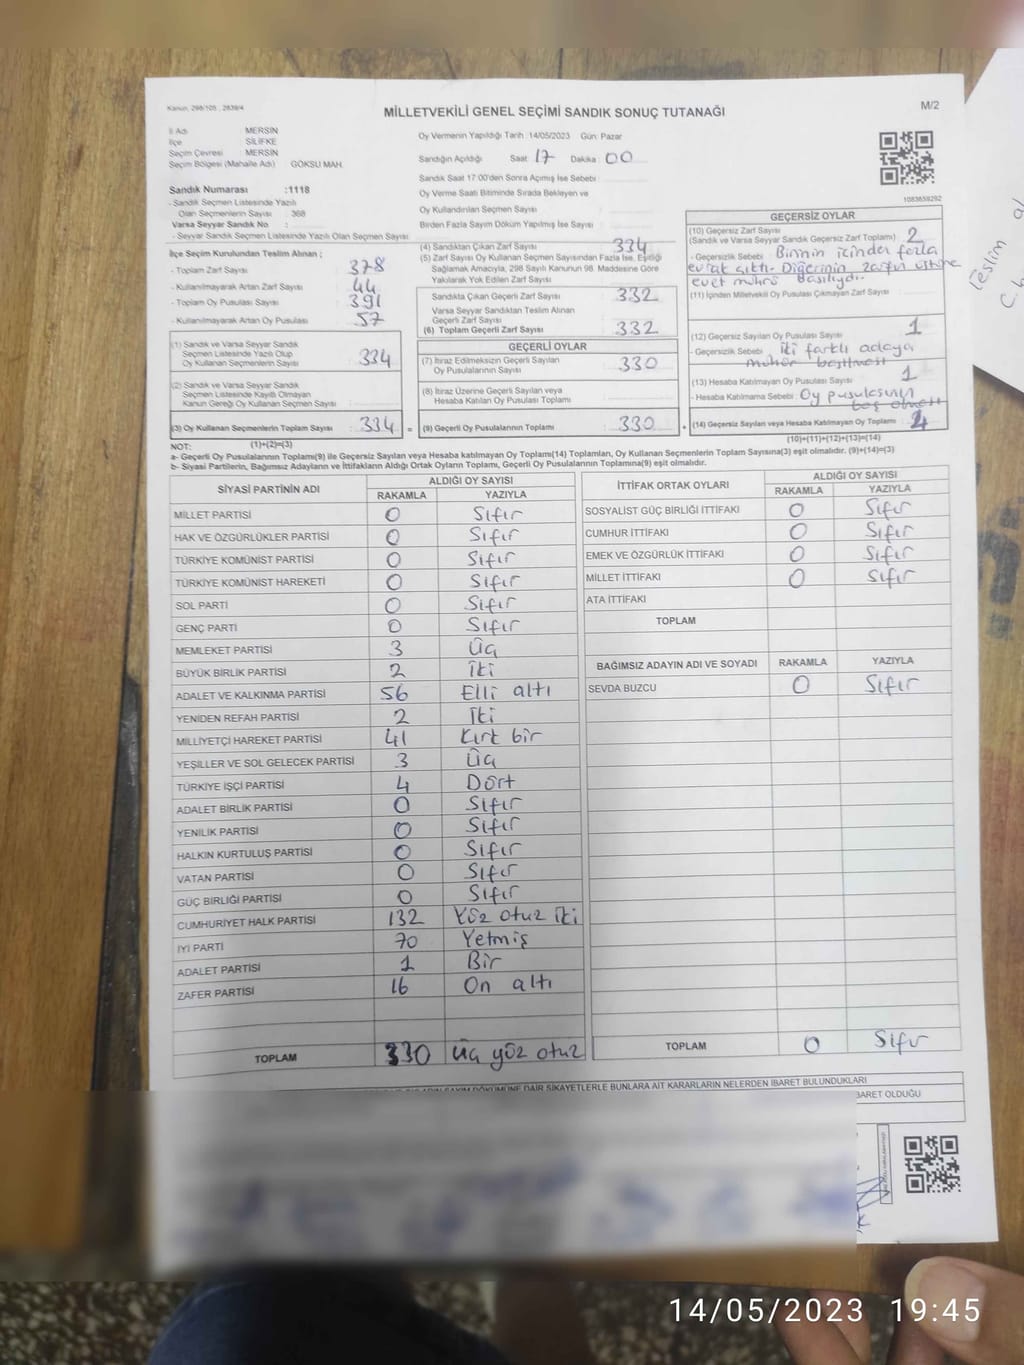 Kanun, 298/105 , 2839/4
MİLLETVEKİLİ GENEL SEÇİMİ SANDIK SONUÇ TUTANAĞI
M/2
İl Adı MERSİN
İlçe SİLİFKE
Seçim Çevresi MERSİN
Seçim Bölgesi (Mahalle Adı) GÖKSU MAH.
Sandık Numarası :1118
- Sandık Seçmen Listesinde Yazılı
Olan Seçmenlerin Sayısı : 368
Varsa Seyyar Sandık No :
- Seyyar Sandık Seçmen Listesinde Yazılı Olan Seçmen Sayısı
Oy Vermenin Yapıldığı Tarih :14/05/2023 Gün: Pazar
Sandığın Açıldığı Saat 17 Dakika 00
Sandık Saat 17:00'den Sonra Açımış İse Sebebi
Oy Verme Saati Bitiminde Sırada Bekleyen ve
Oy Kullandırılan Seçmen Sayısı
Birden Fazla Sayım Döküm Yapılmış İse Sayısı
1083659292
İlçe Seçim Kurulundan Teslim Alınan ;
- Toplam Zarf Sayısı 378
- Kullanılmayarak Artan Zarf Sayısı 44
- Toplam Oy Pusulası Sayısı 391
- Kullanılmayarak Artan Oy Pusulası 57
(1) Sandık ve Varsa Seyyar Sandık
Seçmen Listesinde Yazılı Olup
Oy Kullanan Seçmenlerin Sayısı 334
(2) Sandık ve Varsa Seyyar Sandık
Seçmen Listesinde Kayıtlı Olmayan
Kanun Gereği Oy Kullanan Seçmen Sayısı
(3) Oy Kullanan Seçmenlerin Toplam Sayısı 334 =
(4) Sandıktan Çıkan Zarf Sayısı 334
(5) Zarf Sayısı Oy Kullanan Seçmen Sayısından Fazla İse, Eşitliği
Sağlamak Amacıyla, 298 Sayılı Kanunun 98. Maddesine Göre
Yakılarak Yok Edilen Zarf Sayısı
Sandıkta Çıkan Geçerli Zarf Sayısı 332
Varsa Seyyar Sandıktan Teslim Alınan
Geçerli Zarf Sayısı
(6) Toplam Geçerli Zarf Sayısı 332
GEÇERLİ OYLAR
(7) İtiraz Edilmeksizin Geçerli Sayılan
Oy Pusulalarının Sayısı 330
(8) İtiraz Üzerine Geçerli Sayılan veya
Hesaba Katılan Oy Pusulaları Toplamı
(9) Geçerli Oy Pusulalarının Toplamı 330 +
GEÇERSİZ OYLAR
(10) Geçersiz Zarf Sayısı
(Sandık ve Varsa Seyyar Sandık Geçersiz Zarf Toplamı) 2
- Geçersizlik Sebebi Birinin içinden fazla
evrak çıktı. Diğerinin zarfın üstüne
evet mührü basılıydı.
(11) İçinden Milletvekili Oy Pusulası Çıkmayan Zarf Sayısı
(12) Geçersiz Sayılan Oy Pusulası Sayısı 1
- Geçersizlik Sebebi İki farklı adaya
mühür basılması
(13) Hesaba Katılmayan Oy Pusulası Sayısı 1
- Hesaba Katılmama Sebebi: Oy pusulasının
boş olması
(14) Geçersiz Sayılan veya Hesaba Katılmayan Oy Toplamı 4
NOT: (1)+(2)=(3)
(10)+(11)+(12)+(13)=(14)
a- Geçerli Oy Pusulalarının Toplamı(9) ile Geçersiz Sayılan veya Hesaba katılmayan Oy Toplamı(14) Toplamları, Oy Kullanan Seçmenlerin Toplam Sayısına(3) eşit olmalıdır. (9)+(14)=(3)
b- Siyasi Partilerin, Bağımsız Adayların ve İttifakların Aldığı Ortak Oyların Toplamı, Geçerli Oy Pusulalarının Toplamına(9) eşit olmalıdır.
SİYASİ PARTİNİN ADI ALDIĞI OY SAYISI
RAKAMLA YAZIYLA
MİLLET PARTİSİ 0 Sıfır
HAK VE ÖZGÜRLÜKLER PARTİSİ 0 Sıfır
TÜRKİYE KOMÜNİST PARTİSİ 0 Sıfır
TÜRKİYE KOMÜNİST HAREKETİ 0 Sıfır
SOL PARTİ 0 Sıfır
GENÇ PARTİ 0 Sıfır
MEMLEKET PARTİSİ 3 Üç
BÜYÜK BİRLİK PARTİSİ 2 İki
ADALET VE KALKINMA PARTİSİ 56 Elli altı
YENİDEN REFAH PARTİSİ 2 İki
MİLLİYETÇİ HAREKET PARTİSİ 41 Kırk bir
YEŞİLLER VE SOL GELECEK PARTİSİ 3 Üç
TÜRKİYE İŞÇİ PARTİSİ 4 Dört
ADALET BİRLİK PARTİSİ 0 Sıfır
YENİLİK PARTİSİ 0 Sıfır
HALKIN KURTULUŞ PARTİSİ 0 Sıfır
VATAN PARTİSİ 0 Sıfır
GÜÇ BİRLİĞİ PARTİSİ 0 Sıfır
CUMHURİYET HALK PARTİSİ 132 Yüz otuz iki
İYİ PARTİ 70 Yetmiş
ADALET PARTİSİ 1 Bir
ZAFER PARTİSİ 16 On altı
TOPLAM 330 Üç yüz otuz
İTTİFAK ORTAK OYLARI ALDIĞI OY SAYISI
RAKAMLA YAZIYLA
SOSYALİST GÜÇ BİRLİĞİ İTTİFAKI 0 Sıfır
CUMHUR İTTİFAKI 0 Sıfır
EMEK VE ÖZGÜRLÜK İTTİFAKI 0 Sıfır
MİLLET İTTİFAKI 0 Sıfır
ATA İTTİFAKI
TOPLAM
BAĞIMSIZ ADAYIN ADI VE SOYADI RAKAMLA YAZIYLA
SEVDA BUZCU 0 Sıfır
TOPLAM 0 Sıfır
SAYIM DÖKÜMÜNE DAİR ŞİKAYETLERLE BUNLARA AİT KARARLARIN NELERDEN İBARET BULUNDUKLARI
İBARET OLDUĞU
Teslim
14/05/2023 19:45